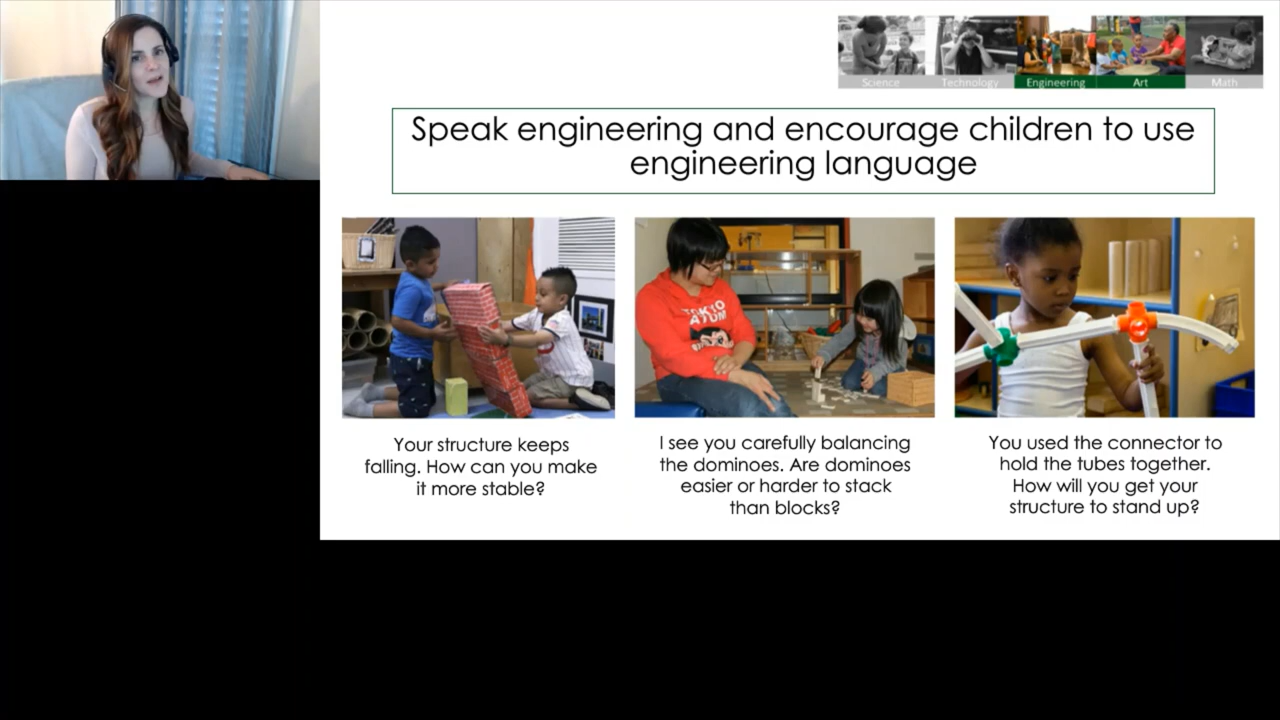 Science Technology Engineering Art Math
Speak engineering and encourage children to use
engineering language
TOKYO
ATOM
Your structure keeps
falling. How can you make
it more stable?
I see you carefully balancing
the dominoes. Are dominoes
easier or harder to stack
than blocks?
You used the connector to
hold the tubes together.
How will you get your
structure to stand up?